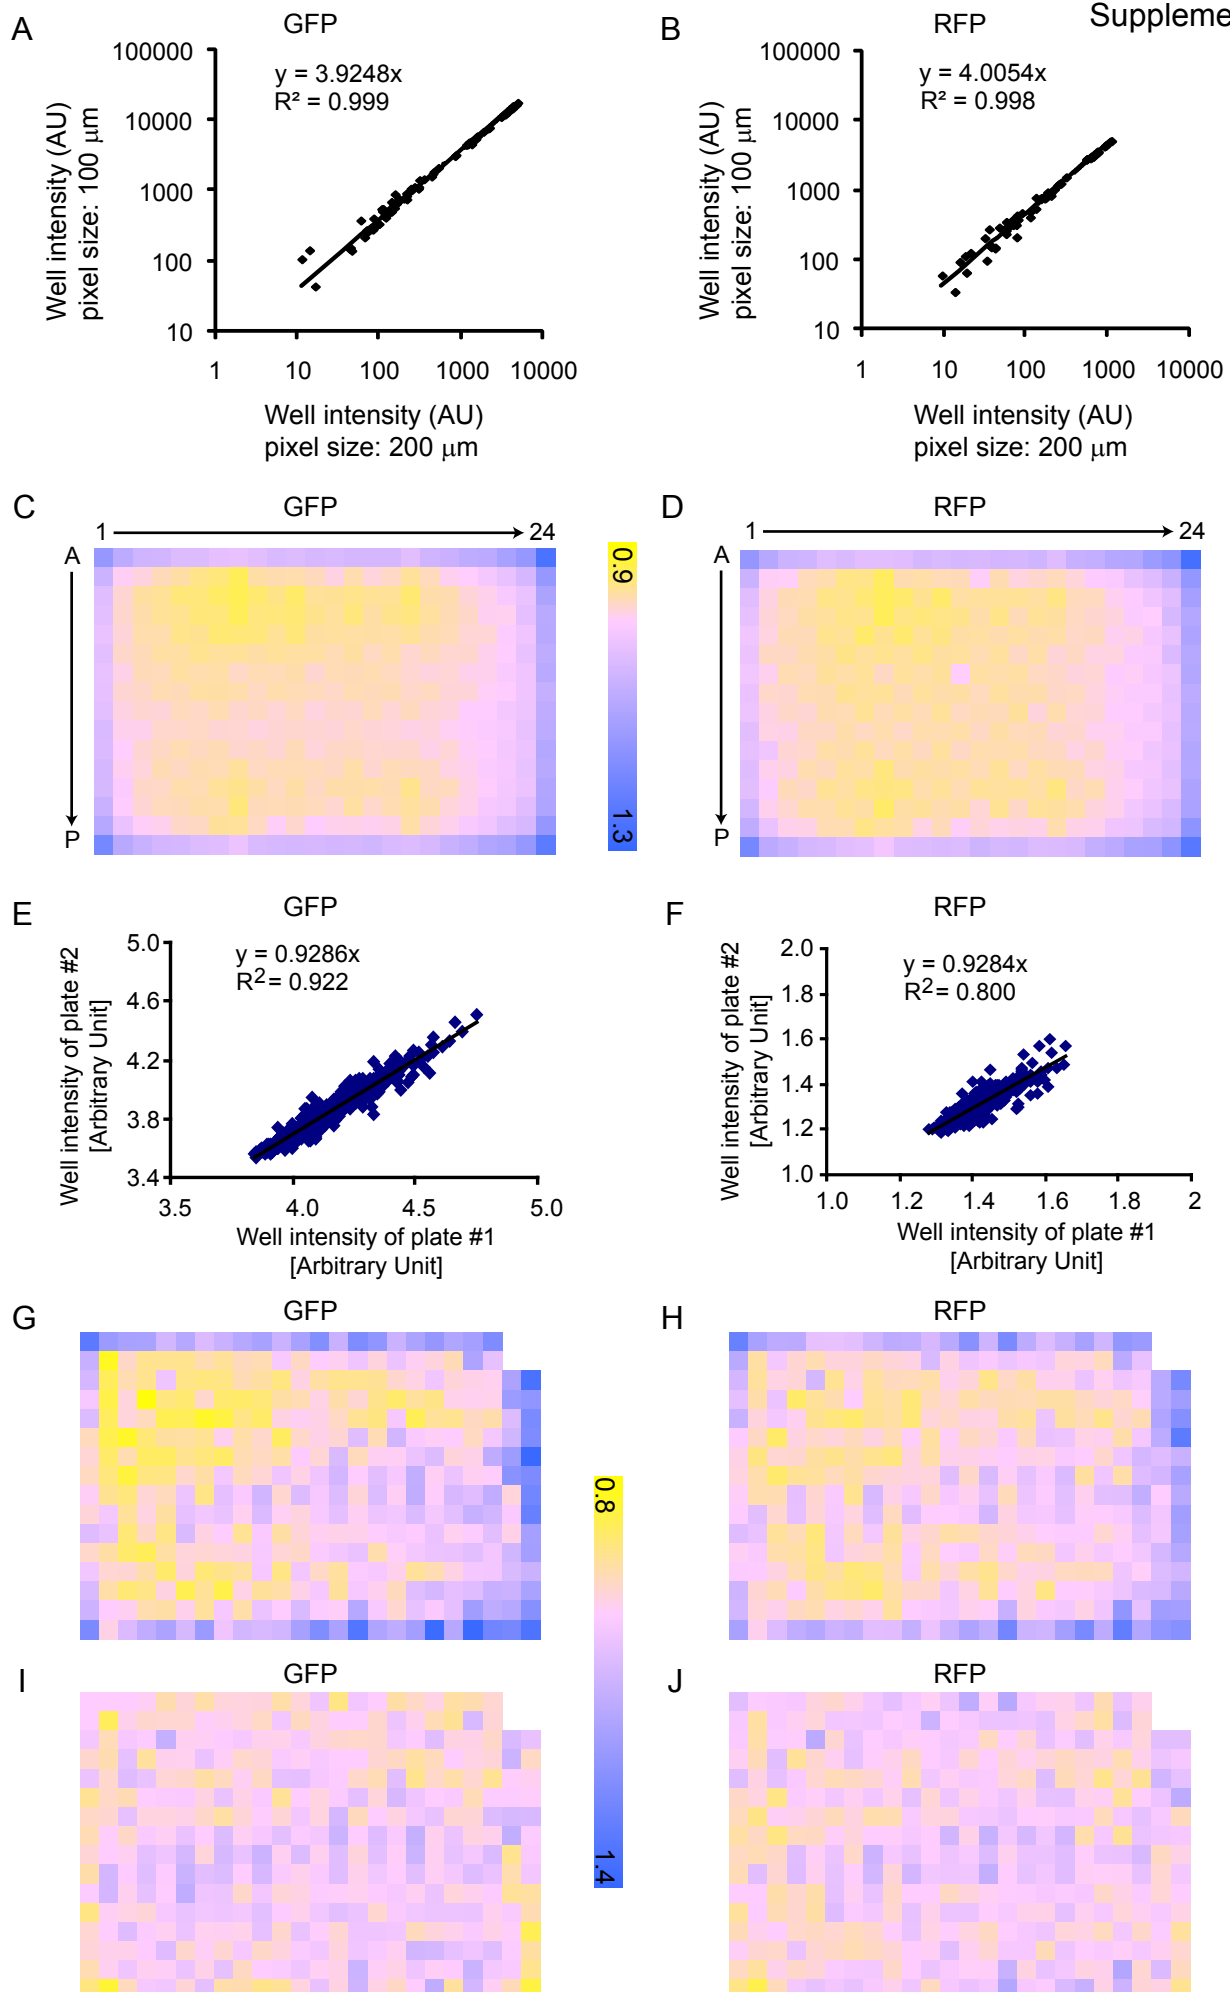 A
GFP
100000
10000
1000
100
10
y = 3.9248x
R² = 0.999
Well intensity (AU)
pixel size: 100 µm
1 10 100 1000 10000
Well intensity (AU)
pixel size: 200 µm
B
RFP
Suppleme
100000
10000
1000
100
10
y = 4.0054x
R² = 0.998
Well intensity (AU)
pixel size: 100 µm
1 10 100 1000 10000
Well intensity (AU)
pixel size: 200 µm
C
GFP
1 24
A
P
0.9
1.3
D
RFP
1 24
A
P
E
GFP
5.0
4.6
4.2
3.8
3.4
y = 0.9286x
R2= 0.922
Well intensity of plate #2
[Arbitrary Unit]
3.5 4.0 4.5 5.0
Well intensity of plate #1
[Arbitrary Unit]
F
RFP
2.0
1.8
1.6
1.4
1.2
1.0
y = 0.9284x
R2= 0.800
Well intensity of plate #2
[Arbitrary Unit]
1.0 1.2 1.4 1.6 1.8 2
Well intensity of plate #1
[Arbitrary Unit]
G
GFP
H
RFP
0.8
1.4
I
GFP
J
RFP